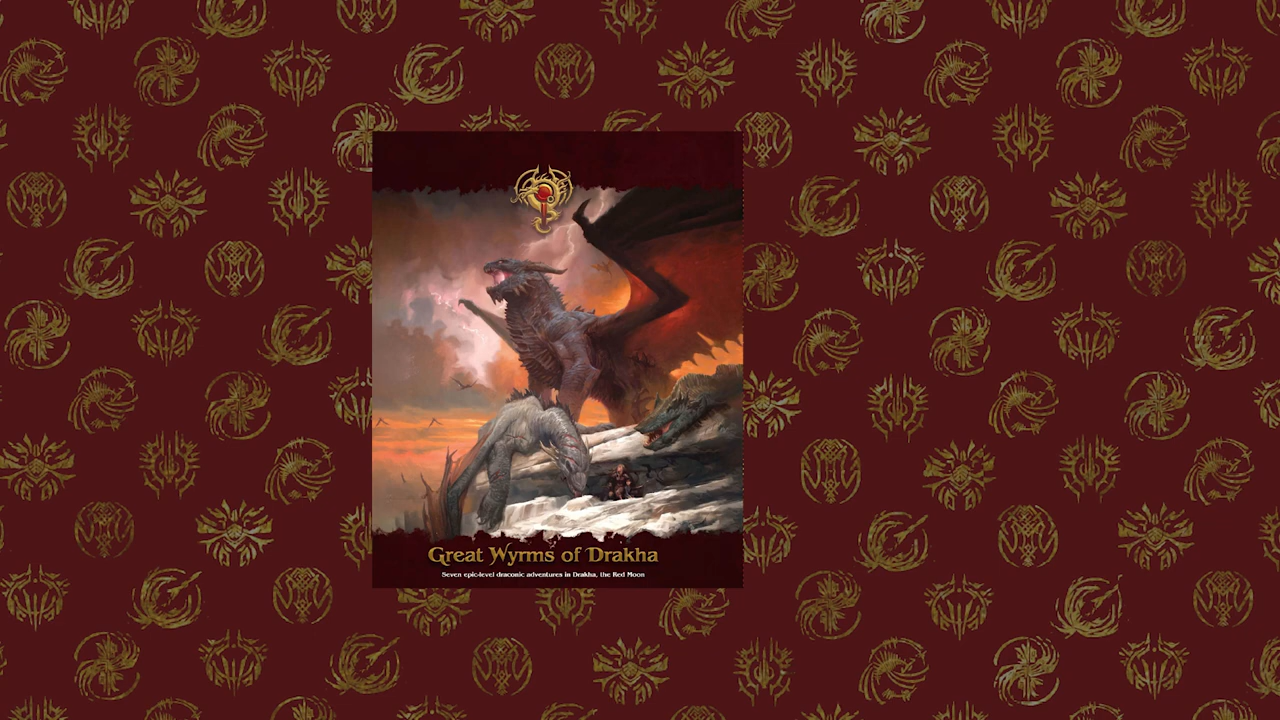 Great Wyrms of Drakha
Seven epic-level draconic adventures in Drakha, the Red Moon